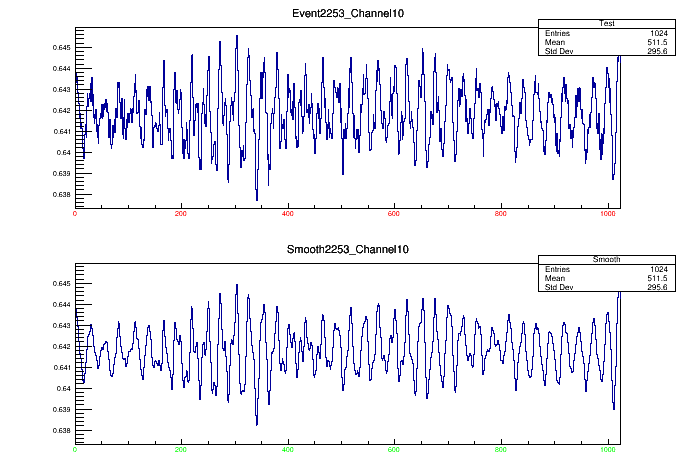 Event2253_Channel10
Test
Entries 1024
Mean 511.5
Std Dev 295.6
0.645
0.644
0.643
0.642
0.641
0.64
0.639
0.638
0 200 400 600 800 1000
Smooth2253_Channel10
Smooth
Entries 1024
Mean 511.5
Std Dev 295.6
0.645
0.644
0.643
0.642
0.641
0.64
0.639
0.638
0 200 400 600 800 1000